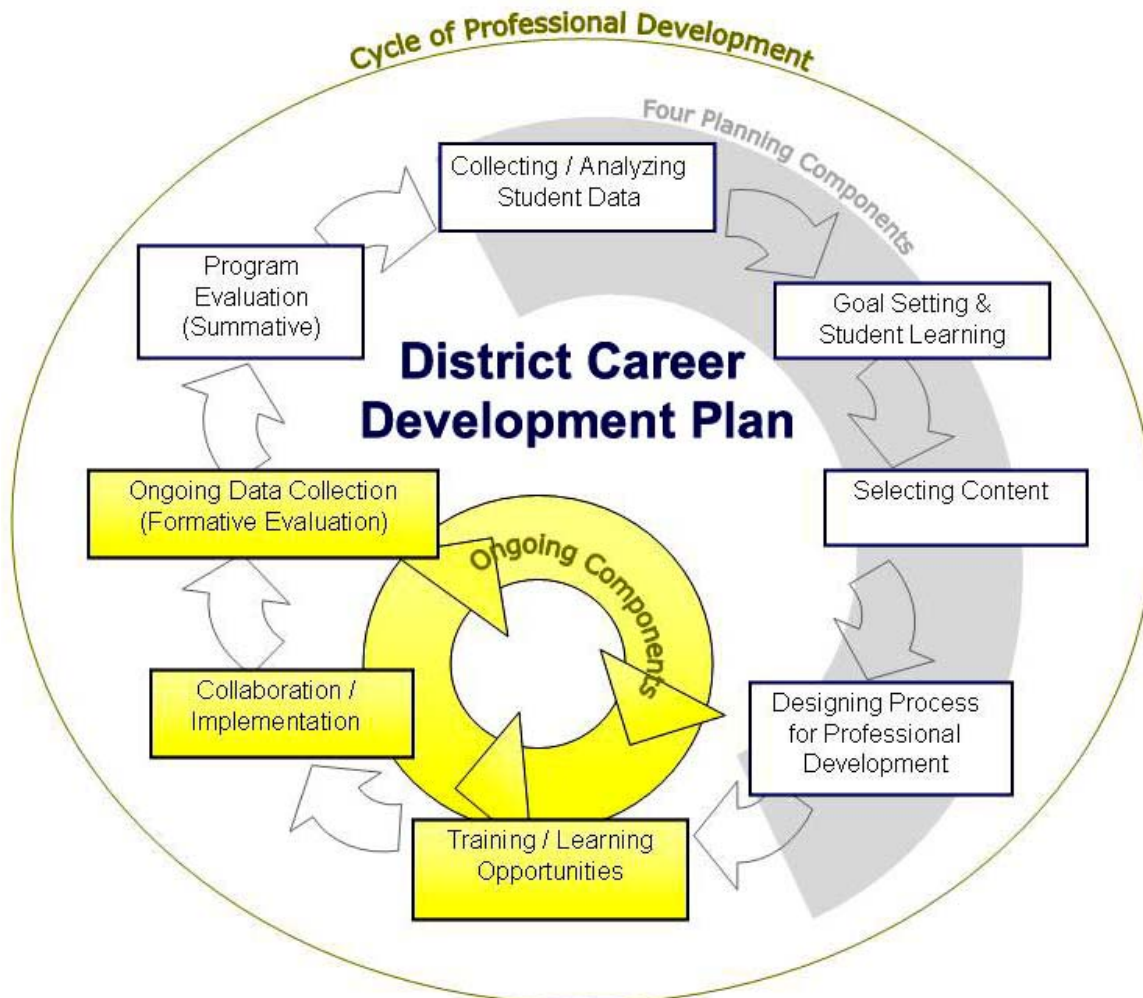 Cycle of Professional Development
Four Planning Components
Collecting / Analyzing
Student Data
Goal Setting &
Student Learning
Selecting Content
Designing Process
for Professional
Development
Training / Learning
Opportunities
Collaboration /
Implementation
Ongoing Data Collection
(Formative Evaluation)
Program
Evaluation
(Summative)
District Career
Development Plan
Ongoing Components